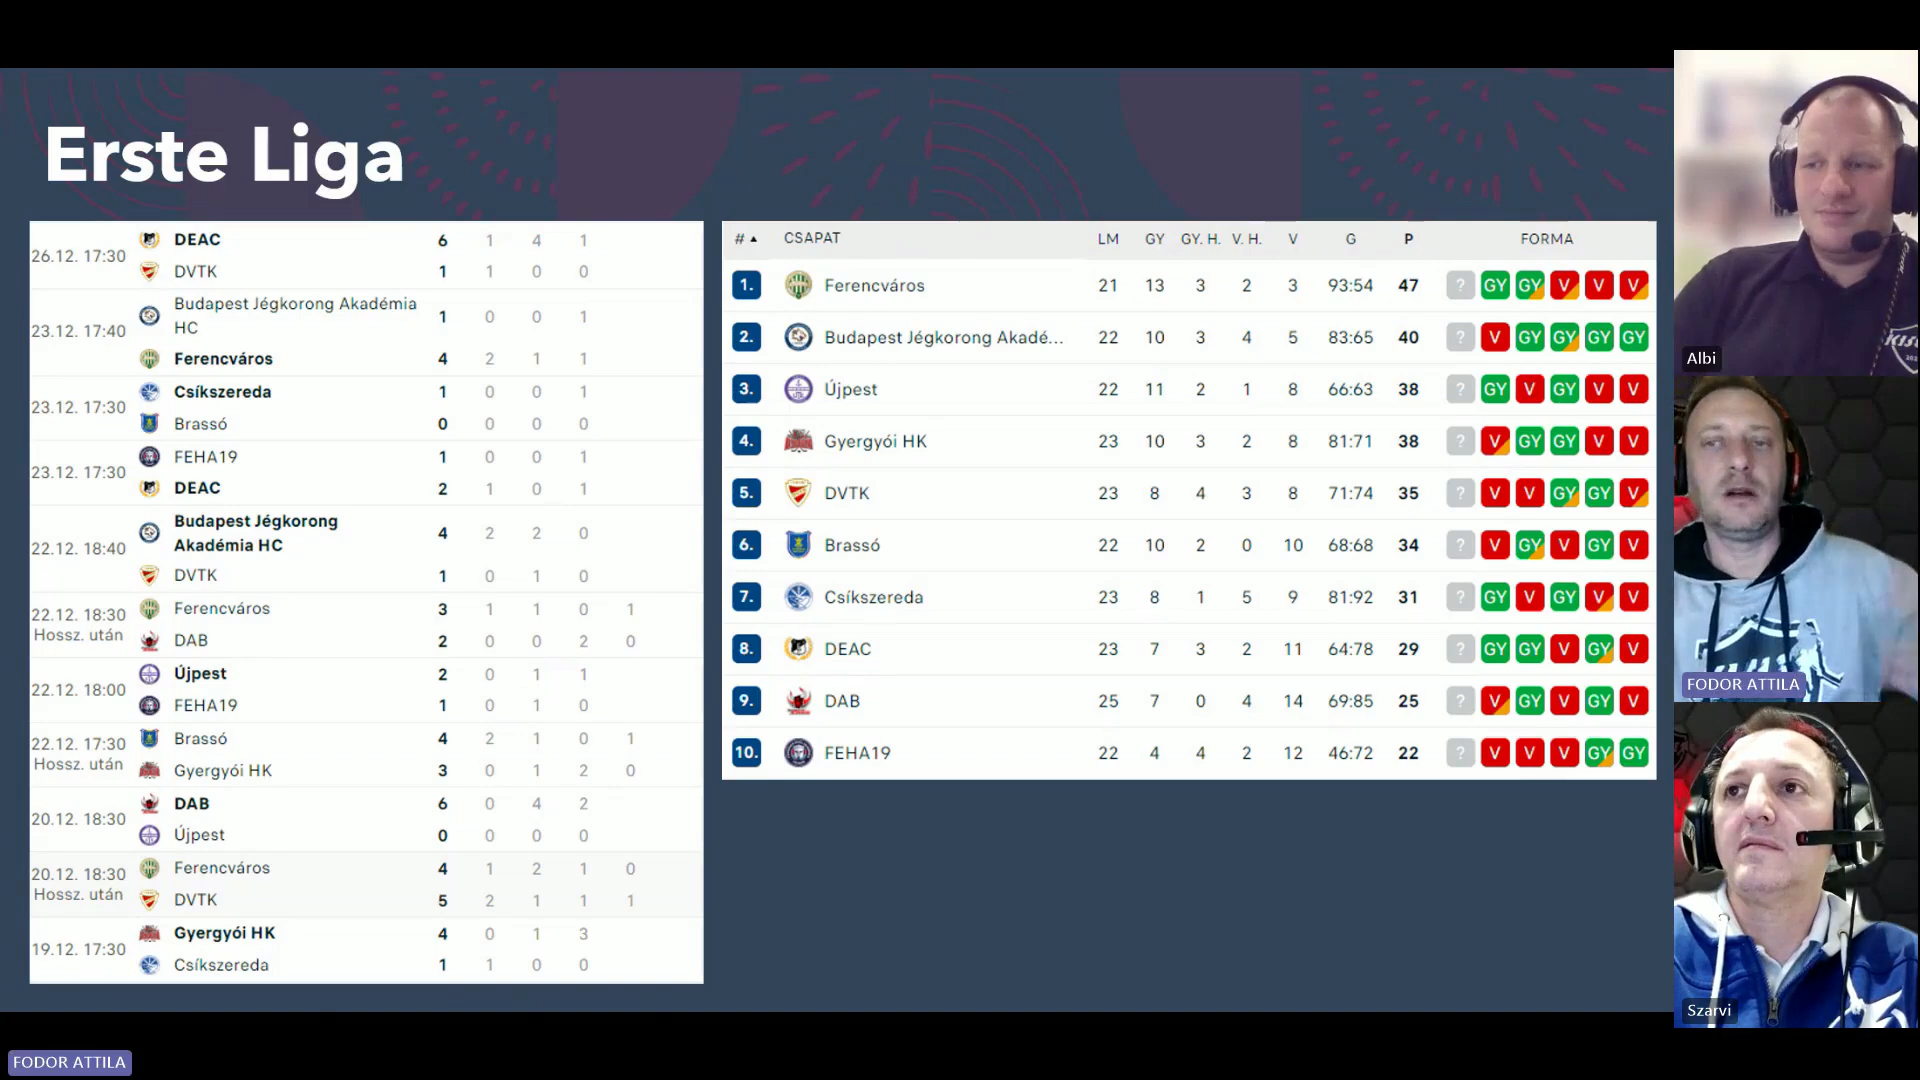 Erste Liga
26.12. 17:30
DEAC 6 1 4 1
DVTK 1 1 0 0
23.12. 17:40
Budapest Jégkorong Akadémia
HC 1 0 0 1
Ferencváros 4 2 1 1
23.12. 17:30
Csíkszereda 1 0 0 1
Brassó 0 0 0 0
23.12. 17:30
FEHA19 1 0 0 1
DEAC 2 1 0 1
22.12. 18:40
Budapest Jégkorong
Akadémia HC 4 2 2 0
DVTK 1 0 1 0
22.12. 18:30
Hossz. után
Ferencváros 3 1 1 0 1
DAB 2 0 0 2 0
22.12. 18:00
Újpest 2 0 1 1
FEHA19 1 0 1 0
22.12. 17:30
Hossz. után
Brassó 4 2 1 0 1
Gyergyói HK 3 0 1 2 0
20.12. 18:30
DAB 6 0 4 2
Újpest 0 0 0 0
20.12. 18:30
Hossz. után
Ferencváros 4 1 2 1 0
DVTK 5 2 1 1 1
19.12. 17:30
Gyergyói HK 4 0 1 3
Csíkszereda 1 1 0 0
# CSAPAT LM GY GY. H. V. H. V G P FORMA
1. Ferencváros 21 13 3 2 3 93:54 47 ? GY GY V V V
2. Budapest Jégkorong Akadé... 22 10 3 4 5 83:65 40 ? V GY GY GY GY
3. Újpest 22 11 2 1 8 66:63 38 ? GY V GY V V
4. Gyergyói HK 23 10 3 2 8 81:71 38 ? V GY GY V V
5. DVTK 23 8 4 3 8 71:74 35 ? V V GY GY V
6. Brassó 22 10 2 0 10 68:68 34 ? V GY V GY V
7. Csíkszereda 23 8 1 5 9 81:92 31 ? GY V GY V V
8. DEAC 23 7 3 2 11 64:78 29 ? GY GY V GY V
9. DAB 25 7 0 4 14 69:85 25 ? V GY V GY V
10. FEHA19 22 4 4 2 12 46:72 22 ? V V V GY GY
Albi
FODOR ATTILA
Szarvi
FODOR ATTILA